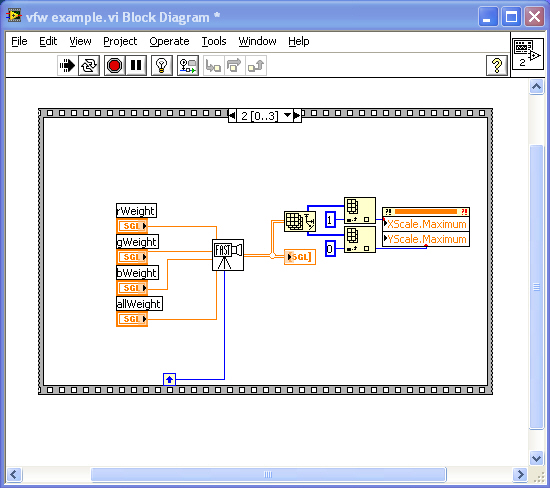 vfw example.vi Block Diagram *
File Edit View Project Operate Tools Window Help
2
2 [0..3]
rWeight
SGL
gWeight
SGL
bWeight
SGL
allWeight
SGL
FAST
1
0
SGL
?! ?!
XScale.Maximum
YScale.Maximum